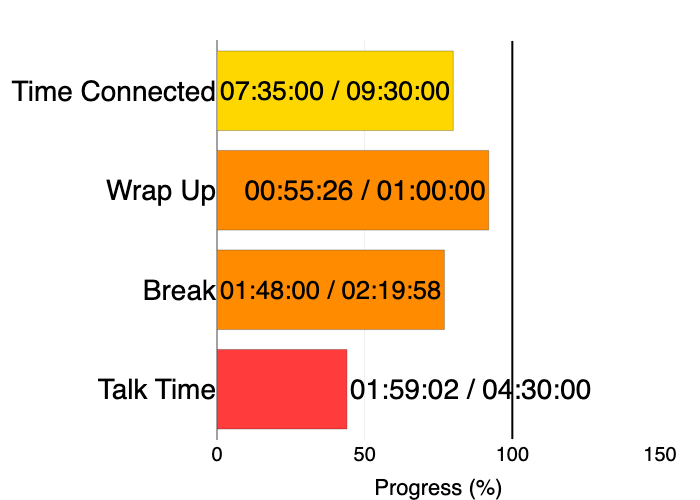 Time Connected 07:35:00 / 09:30:00
Wrap Up 00:55:26 / 01:00:00
Break 01:48:00 / 02:19:58
Talk Time 01:59:02 / 04:30:00
0 50 100 150
Progress (%)